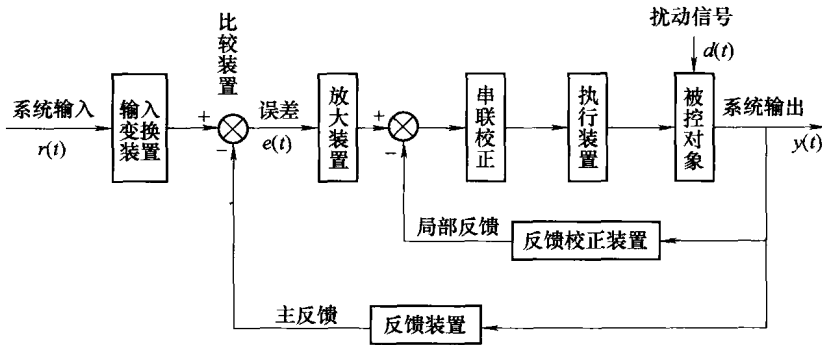 扰动信号
d(t)
比较装置
系统输入
r(t)
输入
变换
装置
+
−
误差
e(t)
放大装置
+
−
串联校正
执行装置
被控对象
系统输出
y(t)
局部反馈
反馈校正装置
主反馈
反馈装置